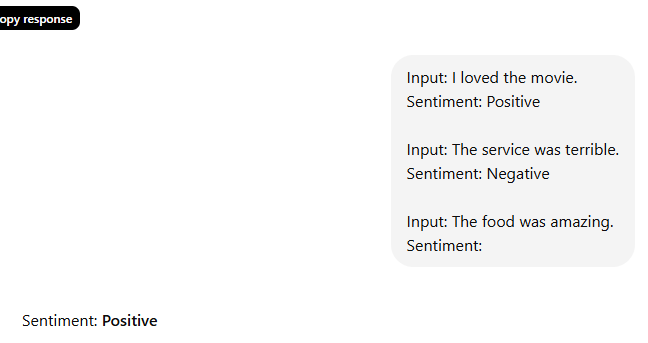 opy response
Input: I loved the movie.
Sentiment: Positive
Input: The service was terrible.
Sentiment: Negative
Input: The food was amazing.
Sentiment:
Sentiment: Positive